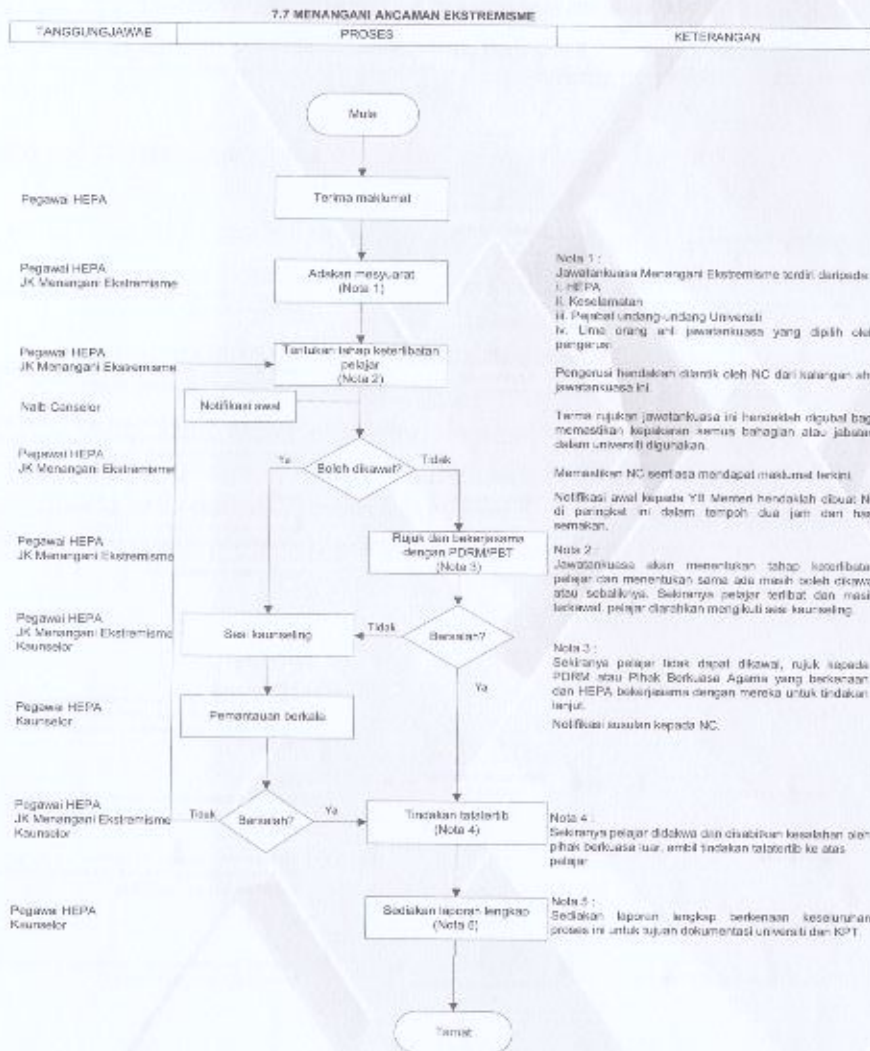 7.7 MENANGANI ANCAMAN EKSTREMISME
TANGGUNGJAWAB
PROSES
KETERANGAN
Mula
Pegawai HEPA
Terima maklumat
Pegawai HEPA
JK Menangani Ekstremisme
Adakan mesyuarat
(Nota 1)
Nota 1 :
Jawatankuasa Menangani Ekstremisme terdiri daripada
i. HEPA
ii. Keselamatan
iii. Pejabat undang-undang Universiti
iv. Lima orang ahli jawatankuasa yang dipilih oleh
pengerusi
Pengerusi hendaklah dilantik oleh NC dari kalangan ah
jawatankuasa ini.
Terma rujukan jawatankuasa ini hendaklah digubal bag
memastikan kepakaran semua bahagian atau jabatan
dalam universiti digunakan.
Memastikan NC sentiasa mendapat maklumat terkini
Notifikasi awal kepada YB Menteri hendaklah dibuat N
di peringkat ini dalam tempoh dua jam dari has
semakan.
Pegawai HEPA
JK Menangani Ekstremisme
Tentukan tahap keterlibatan
pelajar
(Nota 2)
Naib Canselor
Notifikasi awal
Pegawai HEPA
JK Menangani Ekstremisme
Ya
Boleh dikawal?
Tidak
Pegawai HEPA
JK Menangani Ekstremisme
Rujuk dan bekerjasama
dengan PDRM/PBT
(Nota 3)
Nota 2 :
Jawatankuasa akan menentukan tahap keterlibata
pelajar dan menentukan sama ada masih boleh dikawa
atau sebaliknya. Sekiranya pelajar terlibat dan masi
terkawal, pelajar diarahkan mengikuti sesi kaunseling
Pegawai HEPA
JK Menangani Ekstremisme
Kaunselor
Sesi kaunseling
Tidak
Bersalah?
Ya
Nota 3 :
Sekiranya pelajar tidak dapat dikawal, rujuk kepada
PDRM atau Pihak Berkuasa Agama yang berkenaan
dan HEPA bekerjasama dengan mereka untuk tindakan
lanjut.
Notifikasi susulan kepada NC.
Pegawai HEPA
Kaunselor
Pemantauan berkala
Pegawai HEPA
JK Menangani Ekstremisme
Kaunselor
Tidak
Bersalah?
Ya
Tindakan tatatertib
(Nota 4)
Nota 4 :
Sekiranya pelajar didakwa dan disabitkan kesalahan oleh
pihak berkuasa luar, ambil tindakan tatatertib ke atas
pelajar
Pegawai HEPA
Kaunselor
Sediakan laporan lengkap
(Nota 5)
Nota 5 :
Sediakan laporan lengkap berkenaan keseluruhan
proses ini untuk tujuan dokumentasi universiti dan KPT.
Tamat